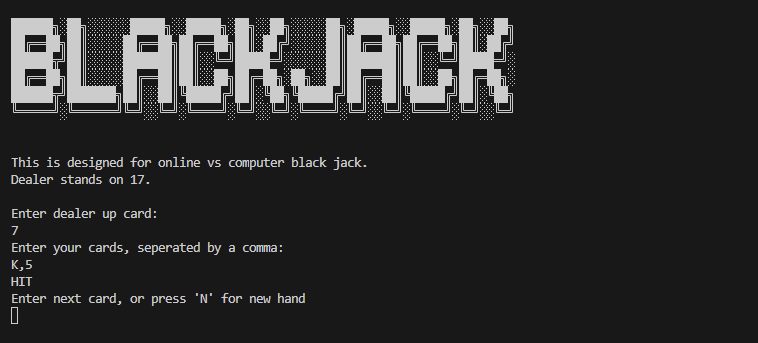 BLACKJACK
This is designed for online vs computer black jack.
Dealer stands on 17.
Enter dealer up card:
7
Enter your cards, seperated by a comma:
K,5
HIT
Enter next card, or press 'N' for new hand